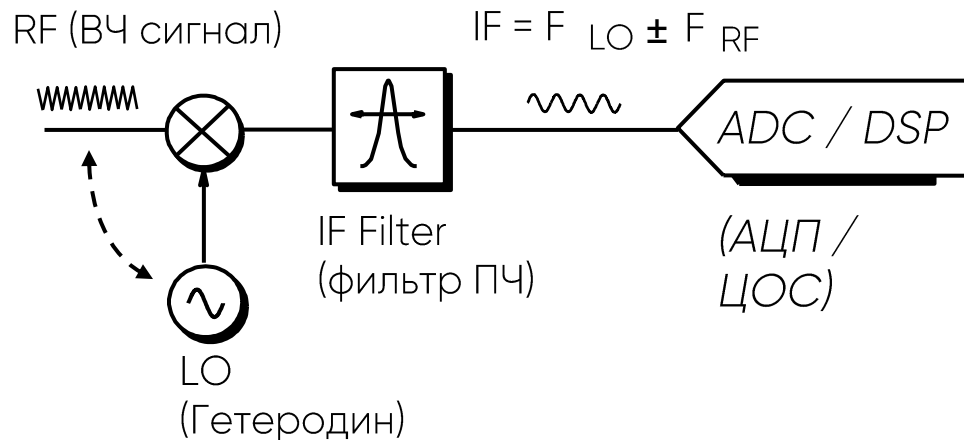 RF (ВЧ сигнал)
IF = F LO ± F RF
ADC / DSP
IF Filter
(фильтр ПЧ)
(АЦП /
ЦОС)
LO
(Гетеродин)